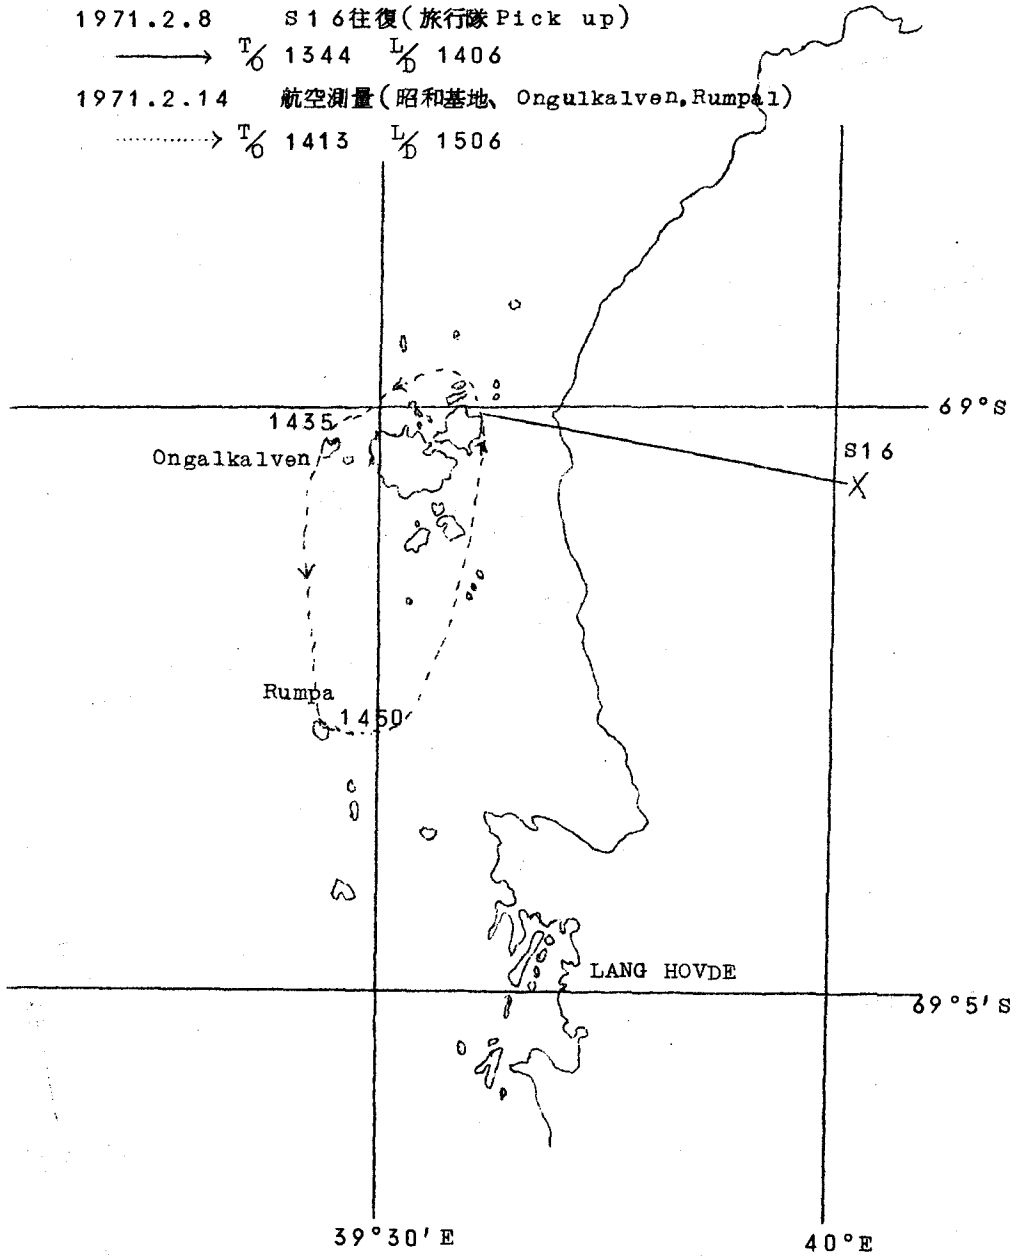 1971.2.8 S16往復(旅行隊Pick up)
T/O 1344 L/D 1406
1971.2.14 航空測量(昭和基地、Ongulkalven,Rumpal)
T/O 1413 L/D 1506
69°S
1435
S16
Ongalkalven
Rumpa
1450
LANG HOVDE
69°5'S
39°30'E
40°E